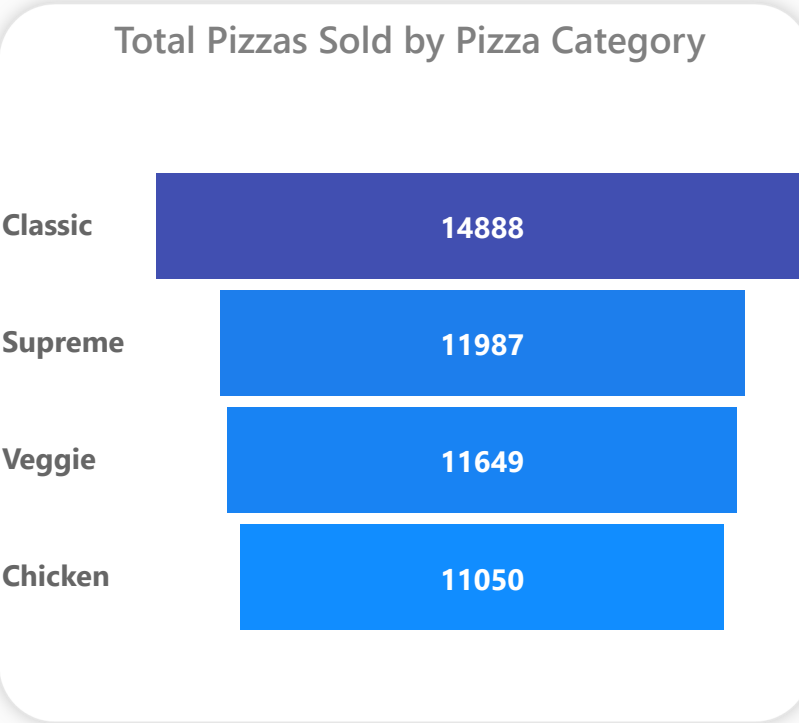 Total Pizzas Sold by Pizza Category
Classic 14888
Supreme 11987
Veggie 11649
Chicken 11050